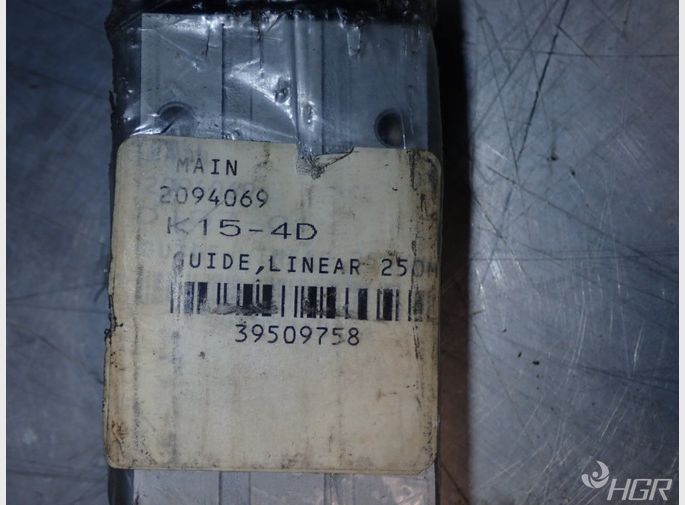 MAIN
2094069
K15-4D
GUIDE,LINEAR 250M
39509758
HGR